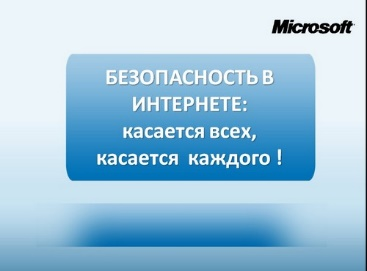 Microsoft
БЕЗОПАСНОСТЬ В
ИНТЕРНЕТЕ:
касается всех,
касается каждого !